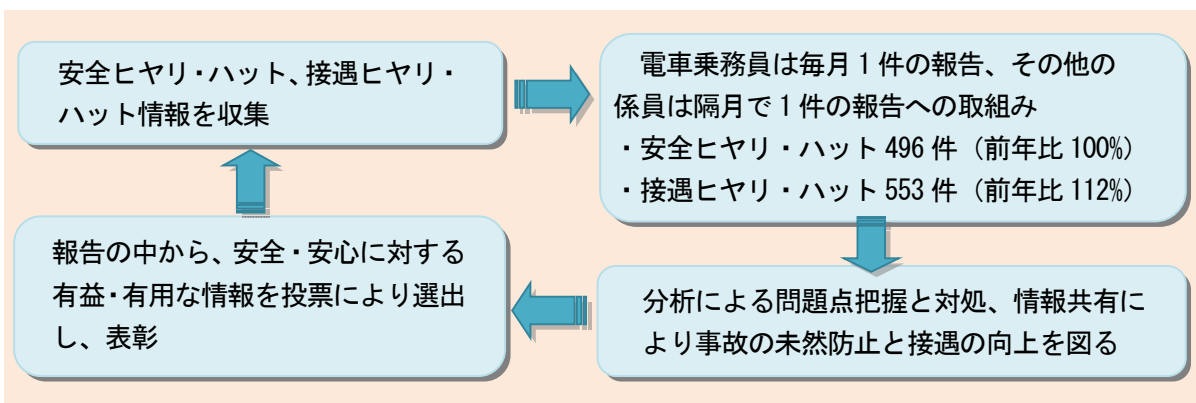 安全ヒヤリ・ハット、接遇ヒヤリ・
ハット情報を収集
電車乗務員は毎月1件の報告、その他の
係員は隔月で1件の報告への取組み
・安全ヒヤリ・ハット 496 件（前年比 100%）
・接遇ヒヤリ・ハット 553 件（前年比 112%）
分析による問題点把握と対処、情報共有に
より事故の未然防止と接遇の向上を図る
報告の中から、安全・安心に対する
有益・有用な情報を投票により選出
し、表彰